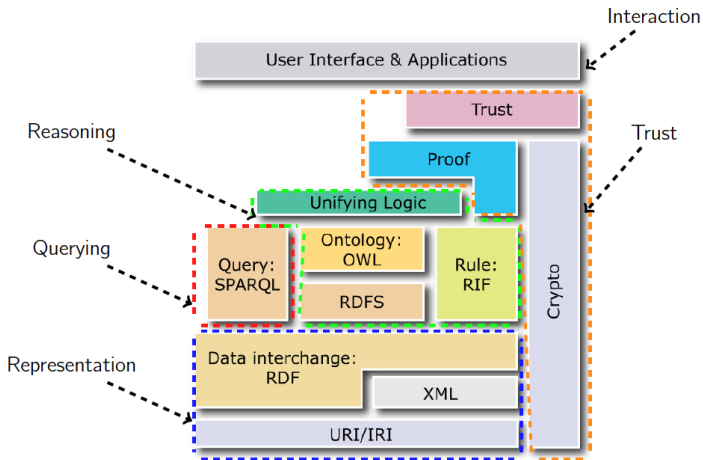 Interaction
User Interface & Applications
Trust
Reasoning
Trust
Proof
Unifying Logic
Querying
Query:
SPARQL
Ontology:
OWL
Rule:
RIF
RDFS
Crypto
Representation
Data interchange:
RDF
XML
URI/IRI